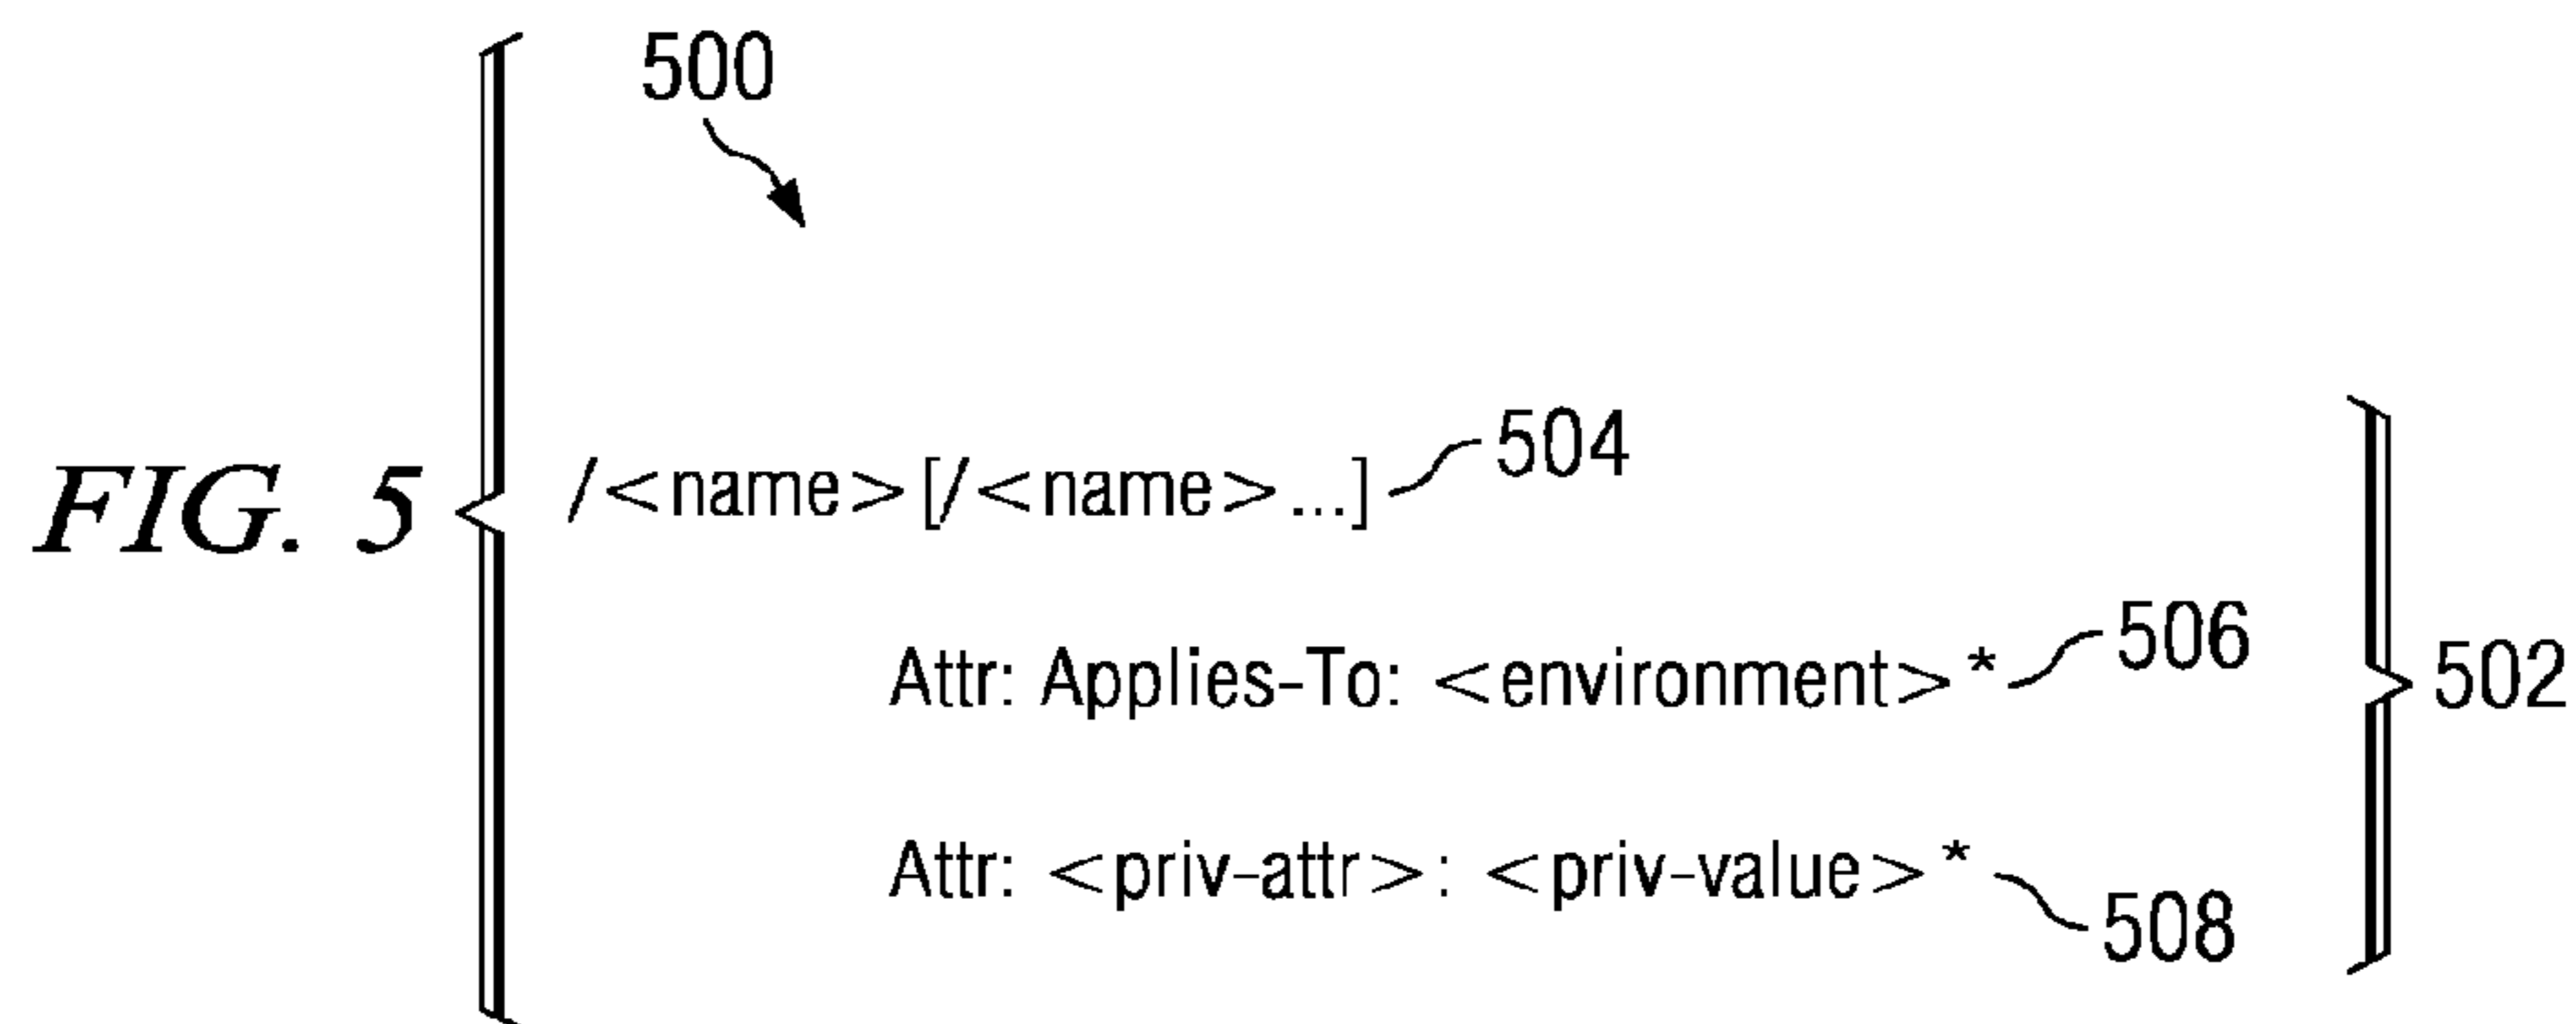 500
FIG. 5
/<name>[/<name>...] 504
Attr: Applies-To: <environment>* 506
502
Attr: <priv-attr>: <priv-value>* 508